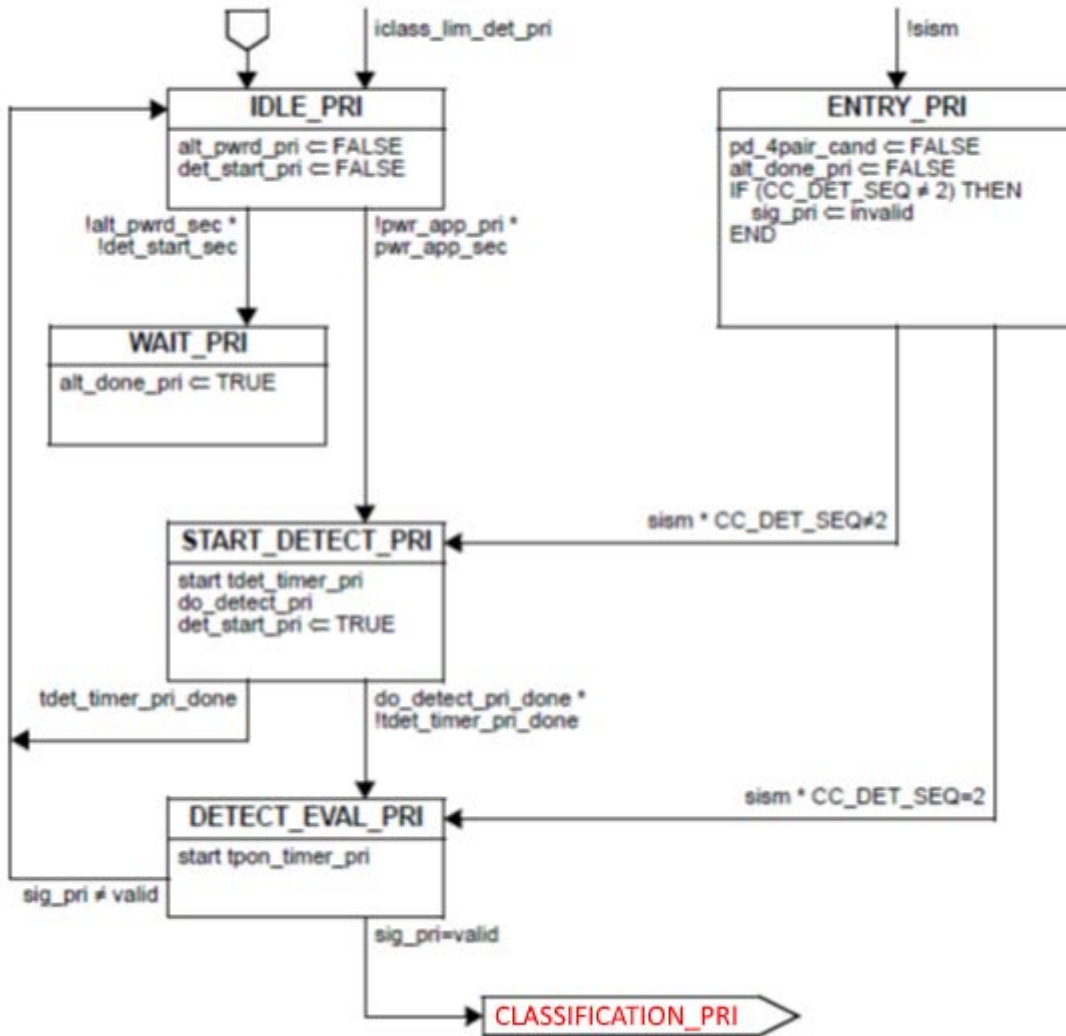 iclass_lim_det_pri
!sism
IDLE_PRI
alt_pwrd_pri ⇐ FALSE
det_start_pri ⇐ FALSE
ENTRY_PRI
pd_4pair_cand ⇐ FALSE
alt_done_pri ⇐ FALSE
IF (CC_DET_SEQ ≠ 2) THEN
sig_pri ⇐ invalid
END
!alt_pwrd_sec *
!det_start_sec
!pwr_app_pri *
pwr_app_sec
WAIT_PRI
alt_done_pri ⇐ TRUE
sism * CC_DET_SEQ≠2
START_DETECT_PRI
start tdet_timer_pri
do_detect_pri
det_start_pri ⇐ TRUE
tdet_timer_pri_done
do_detect_pri_done *
!tdet_timer_pri_done
sism * CC_DET_SEQ=2
DETECT_EVAL_PRI
start tpon_timer_pri
sig_pri ≠ valid
sig_pri=valid
CLASSIFICATION_PRI